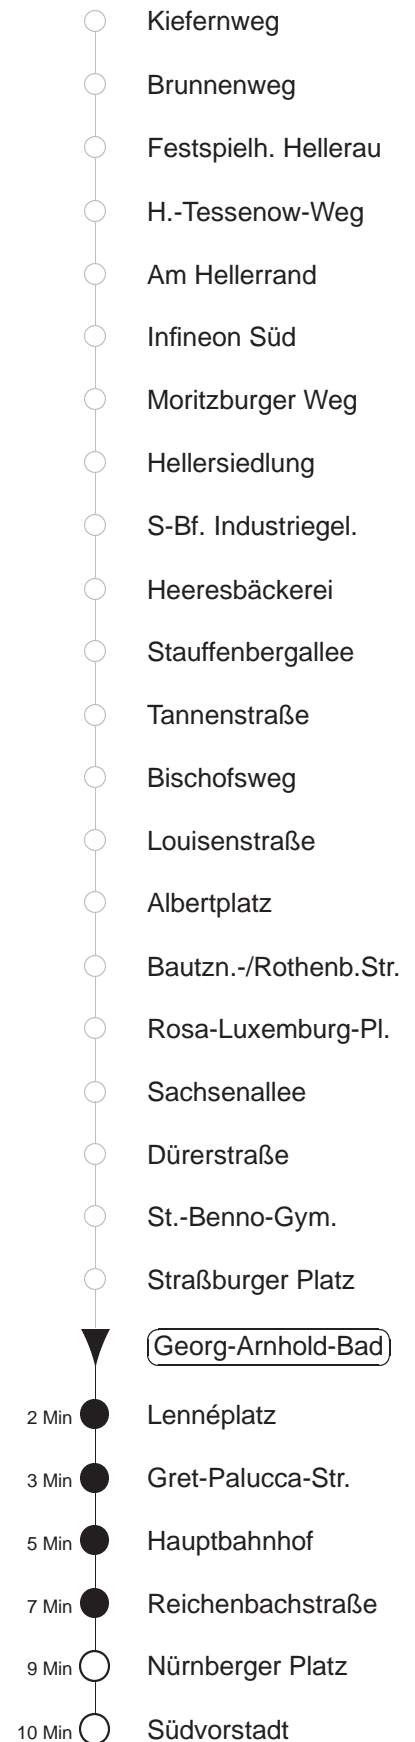 Kiefernweg
Brunnenweg
Festspielh. Hellerau
H.-Tessenow-Weg
Am Hellerrand
Infineon Süd
Moritzburger Weg
Hellersiedlung
S-Bf. Industriegel.
Heeresbäckerei
Stauffenbergallee
Tannenstraße
Bischofsweg
Louisenstraße
Albertplatz
Bautzn.-/Rothenb.Str.
Rosa-Luxemburg-Pl.
Sachsenallee
Dürerstraße
St.-Benno-Gym.
Straßburger Platz
Georg-Arnhold-Bad
2 Min Lennéplatz
3 Min Gret-Palucca-Str.
5 Min Hauptbahnhof
7 Min Reichenbachstraße
9 Min Nürnberger Platz
10 Min Südvorstadt